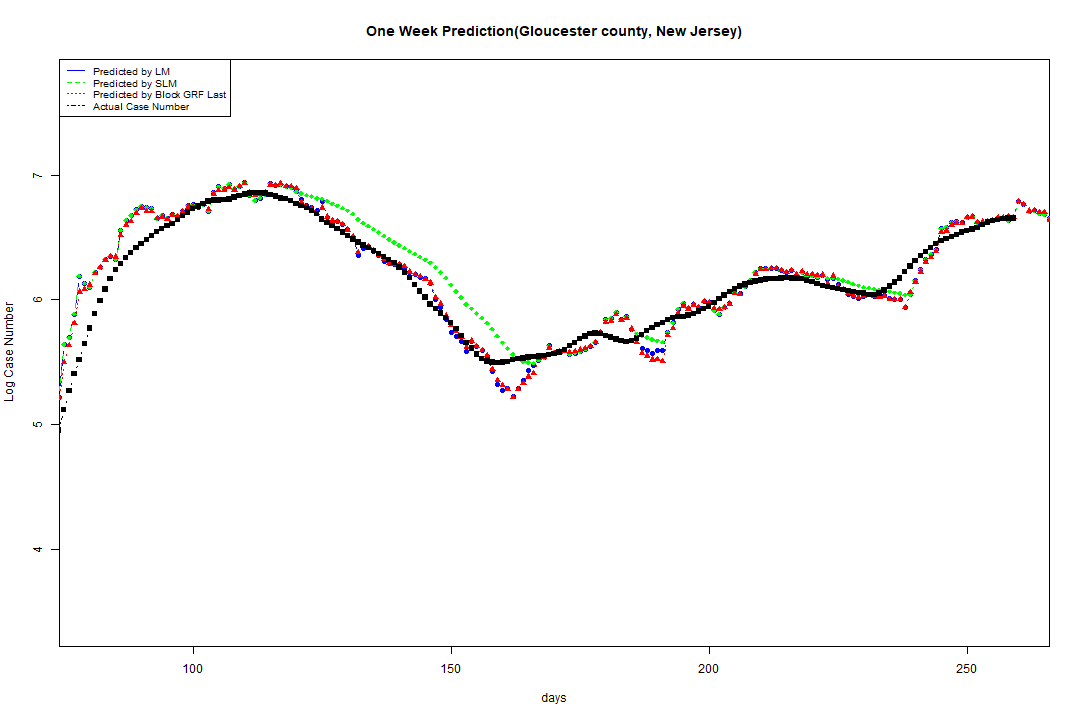 One Week Prediction(Gloucester county, New Jersey)
Predicted by LM
Predicted by SLM
Predicted by Block GRF Last
Actual Case Number
7
6
5
4
Log Case Number
100 150 200 250
days